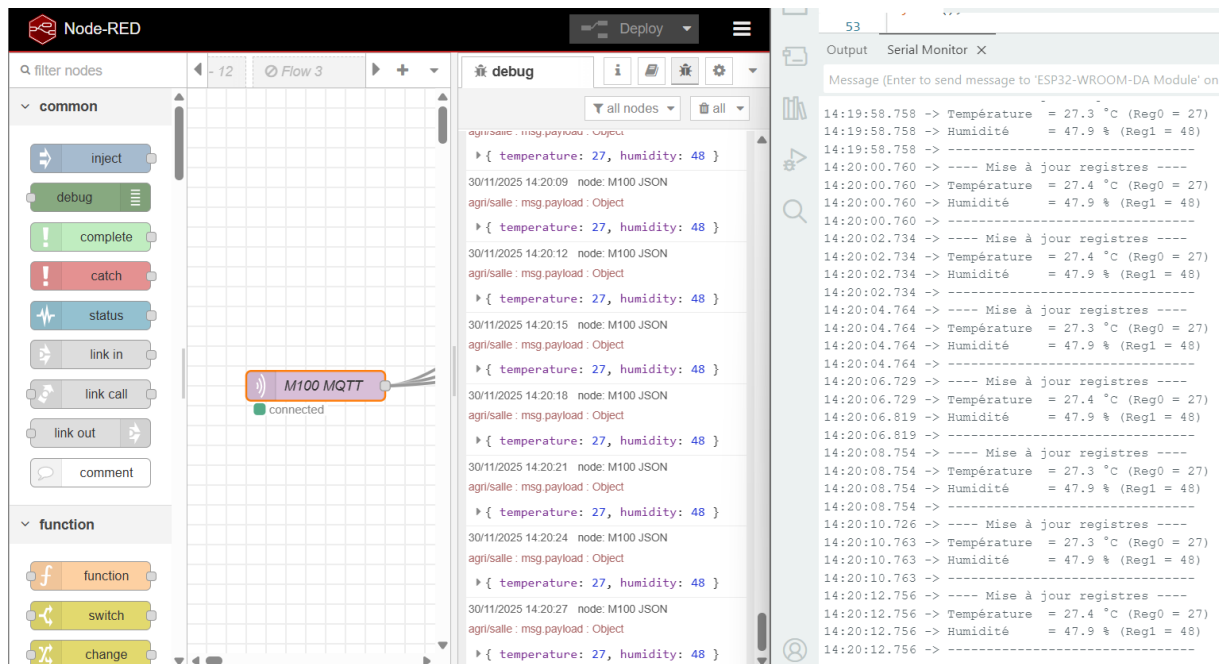 Node-RED
Deploy
filter nodes
- 12
Flow 3
debug
i
all nodes
all
common
inject
debug
complete
catch
status
link in
link call
link out
comment
function
function
switch
change
M100 MQTT
connected
agri/salle : msg.payload : Object
{ temperature: 27, humidity: 48 }
30/11/2025 14:20:09 node: M100 JSON
agri/salle : msg.payload : Object
{ temperature: 27, humidity: 48 }
30/11/2025 14:20:12 node: M100 JSON
agri/salle : msg.payload : Object
{ temperature: 27, humidity: 48 }
30/11/2025 14:20:15 node: M100 JSON
agri/salle : msg.payload : Object
{ temperature: 27, humidity: 48 }
30/11/2025 14:20:18 node: M100 JSON
agri/salle : msg.payload : Object
{ temperature: 27, humidity: 48 }
30/11/2025 14:20:21 node: M100 JSON
agri/salle : msg.payload : Object
{ temperature: 27, humidity: 48 }
30/11/2025 14:20:24 node: M100 JSON
agri/salle : msg.payload : Object
{ temperature: 27, humidity: 48 }
30/11/2025 14:20:27 node: M100 JSON
agri/salle : msg.payload : Object
{ temperature: 27, humidity: 48 }
53
Output Serial Monitor
Message (Enter to send message to 'ESP32-WROOM-DA Module' on
14:19:58.758 -> Température = 27.3 °C (Reg0 = 27)
14:19:58.758 -> Humidité = 47.9 % (Reg1 = 48)
14:19:58.758 -> --------------------------------
14:20:00.760 -> ---- Mise à jour registres ----
14:20:00.760 -> Température = 27.4 °C (Reg0 = 27)
14:20:00.760 -> Humidité = 47.9 % (Reg1 = 48)
14:20:00.760 -> --------------------------------
14:20:02.734 -> ---- Mise à jour registres ----
14:20:02.734 -> Température = 27.4 °C (Reg0 = 27)
14:20:02.734 -> Humidité = 47.9 % (Reg1 = 48)
14:20:02.734 -> --------------------------------
14:20:04.764 -> ---- Mise à jour registres ----
14:20:04.764 -> Température = 27.3 °C (Reg0 = 27)
14:20:04.764 -> Humidité = 47.9 % (Reg1 = 48)
14:20:04.764 -> --------------------------------
14:20:06.729 -> ---- Mise à jour registres ----
14:20:06.729 -> Température = 27.4 °C (Reg0 = 27)
14:20:06.819 -> Humidité = 47.9 % (Reg1 = 48)
14:20:06.819 -> --------------------------------
14:20:08.754 -> ---- Mise à jour registres ----
14:20:08.754 -> Température = 27.3 °C (Reg0 = 27)
14:20:08.754 -> Humidité = 47.9 % (Reg1 = 48)
14:20:08.754 -> --------------------------------
14:20:10.726 -> ---- Mise à jour registres ----
14:20:10.763 -> Température = 27.3 °C (Reg0 = 27)
14:20:10.763 -> Humidité = 47.9 % (Reg1 = 48)
14:20:10.763 -> --------------------------------
14:20:12.756 -> ---- Mise à jour registres ----
14:20:12.756 -> Température = 27.4 °C (Reg0 = 27)
14:20:12.756 -> Humidité = 47.9 % (Reg1 = 48)
14:20:12.756 -> --------------------------------